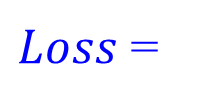 Loss =